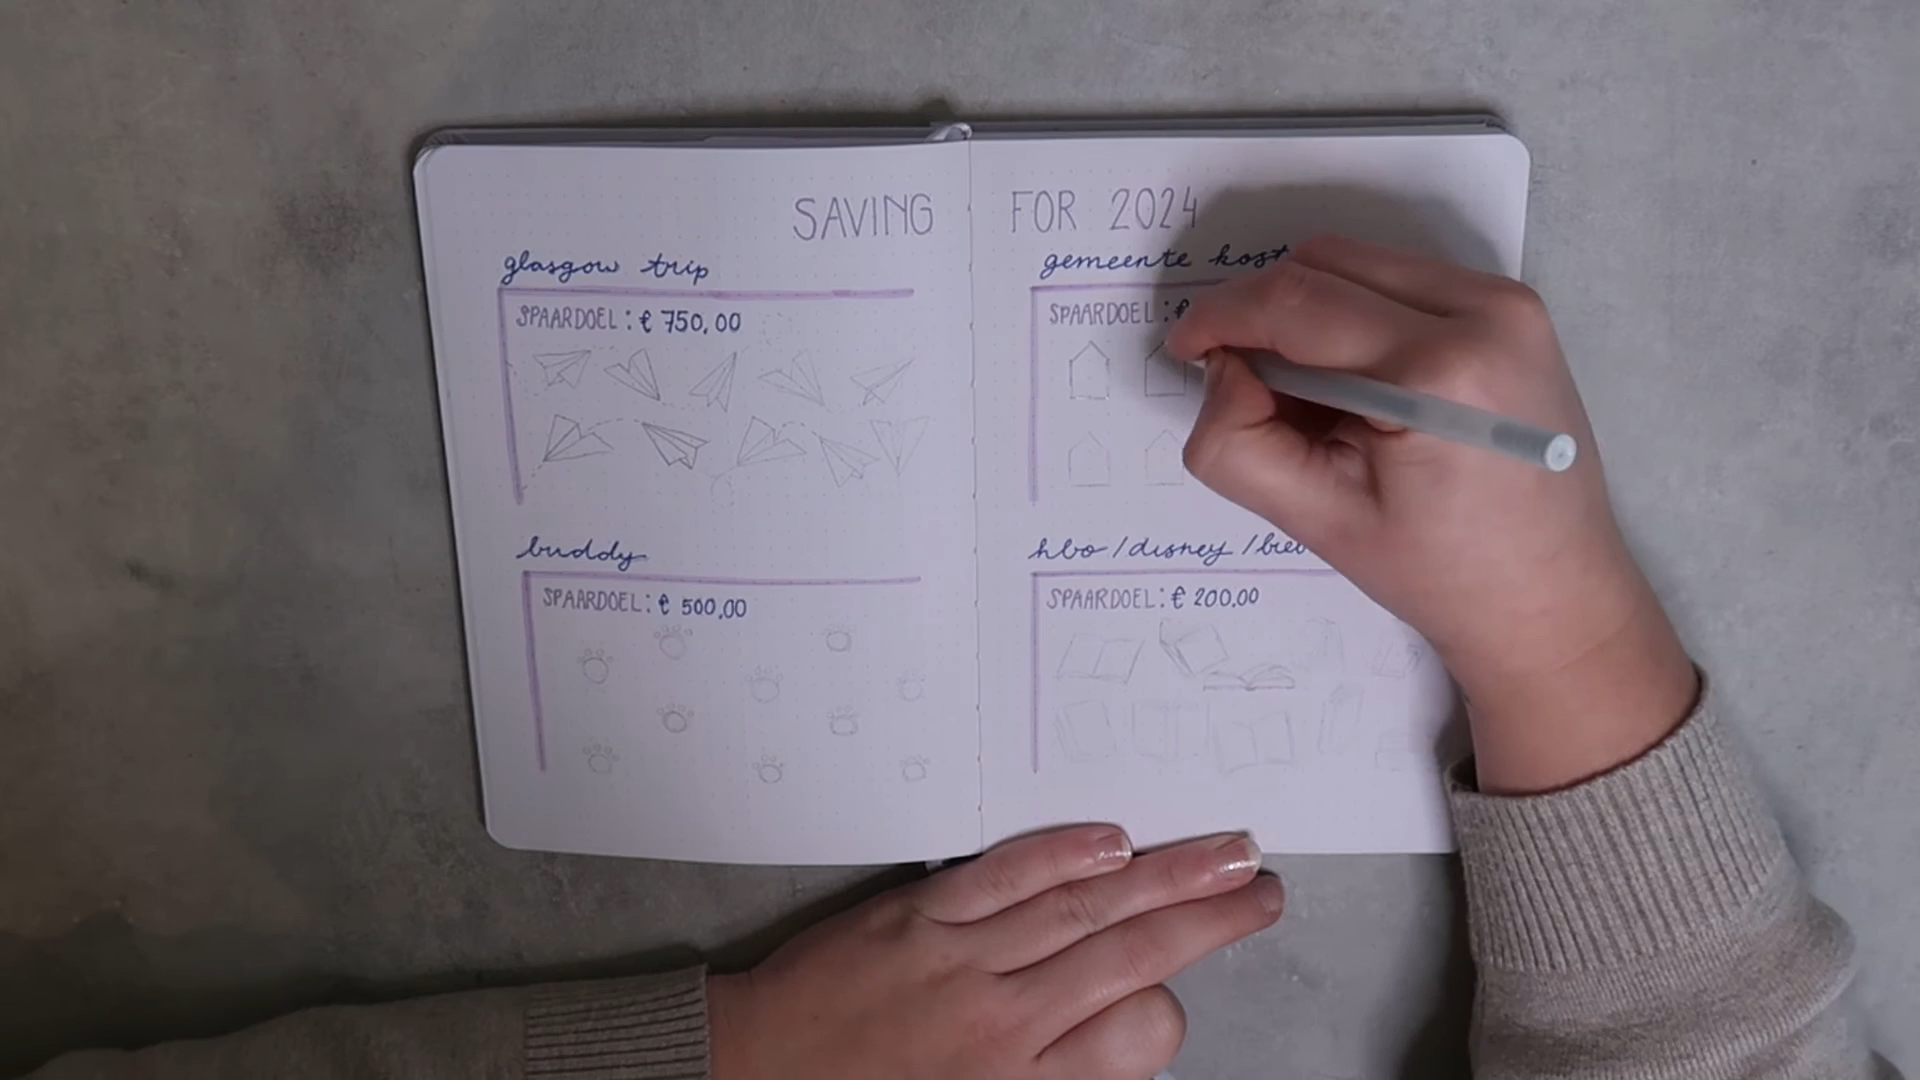 SAVING FOR 2024
glasgow trip
SPAARDOEL: € 750,00
buddy
SPAARDOEL: € 500,00
gemeente
SPAARDOEL: €
hbo / disney /
SPAARDOEL: € 200,00